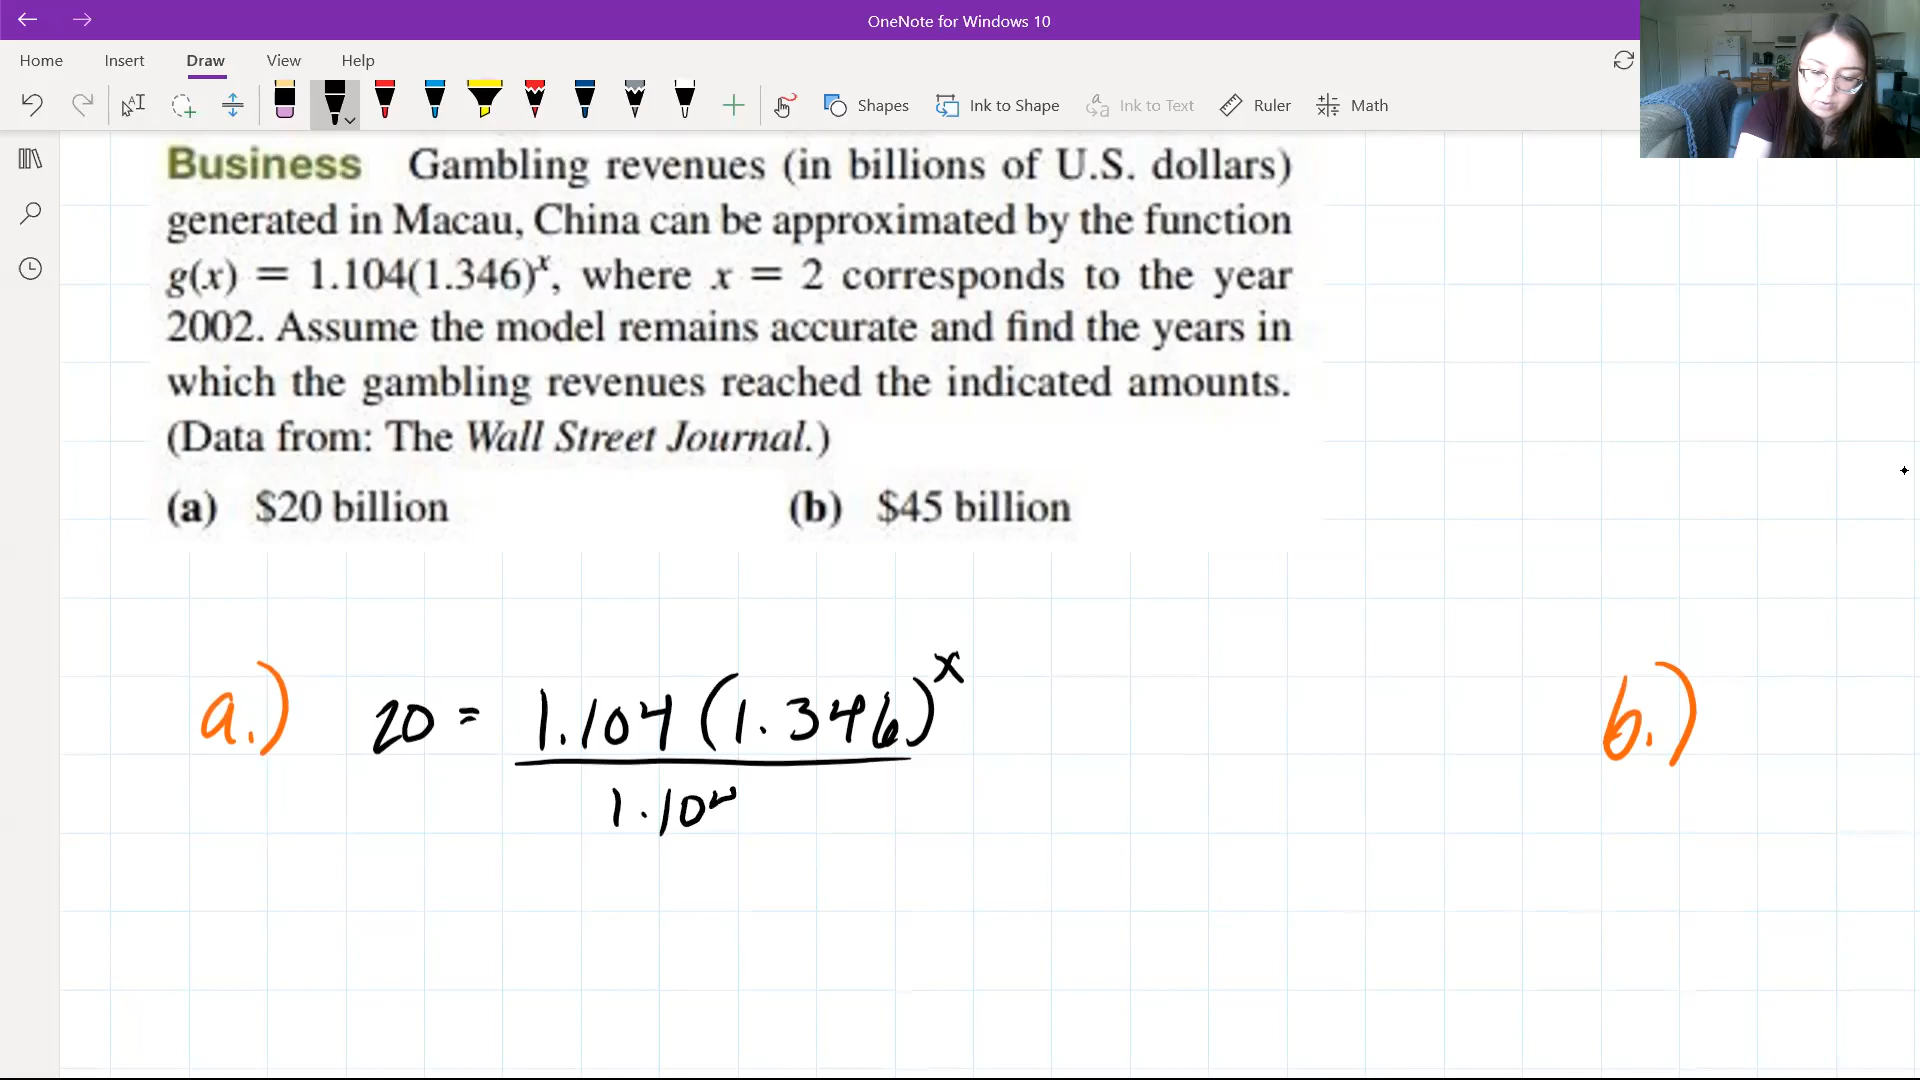 OneNote for Windows 10
Home Insert Draw View Help
Shapes Ink to Shape Ink to Text Ruler Math
Business Gambling revenues (in billions of U.S. dollars)
generated in Macau, China can be approximated by the function
g(x) = 1.104(1.346)^x, where x = 2 corresponds to the year
2002. Assume the model remains accurate and find the years in
which the gambling revenues reached the indicated amounts.
(Data from: The Wall Street Journal.)
(a) $20 billion (b) $45 billion
a.) 20 = 1.104 (1.346)^x b.)
1.104